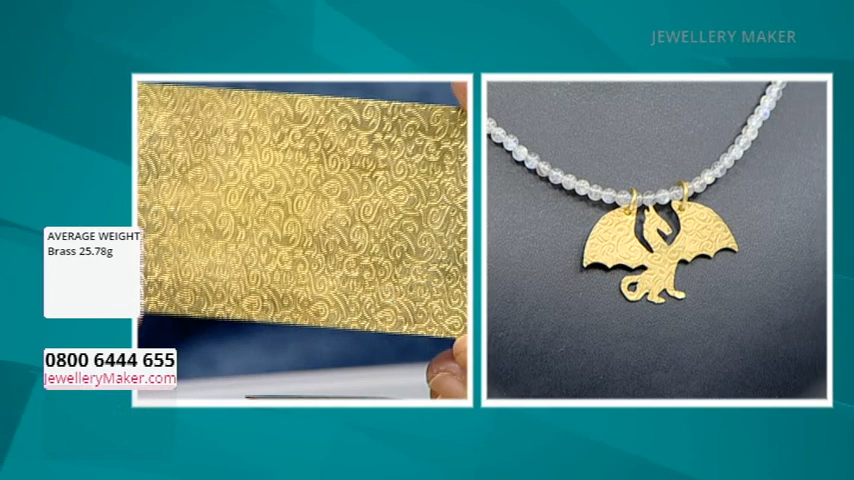 JEWELLERY MAKER
AVERAGE WEIGHT
Brass 25.78g
0800 6444 655
JewelleryMaker.com